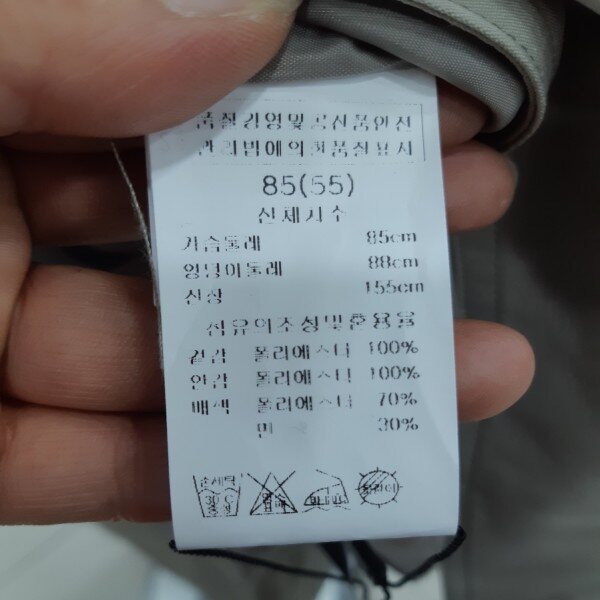 품질경영및공산품안전
관리법에의한품질표시
85(55)
신체치수
가슴둘레 85cm
엉덩이둘레 88cm
신장 155cm
섬유의조성및혼용율
겉감 폴리에스터 100%
안감 폴리에스터 100%
배색 폴리에스터 70%
면 30%
손세탁
30℃
드라이